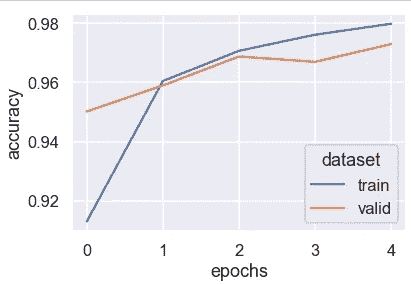 0.98
0.96
0.94
0.92
accuracy
dataset
train
valid
0 1 2 3 4
epochs